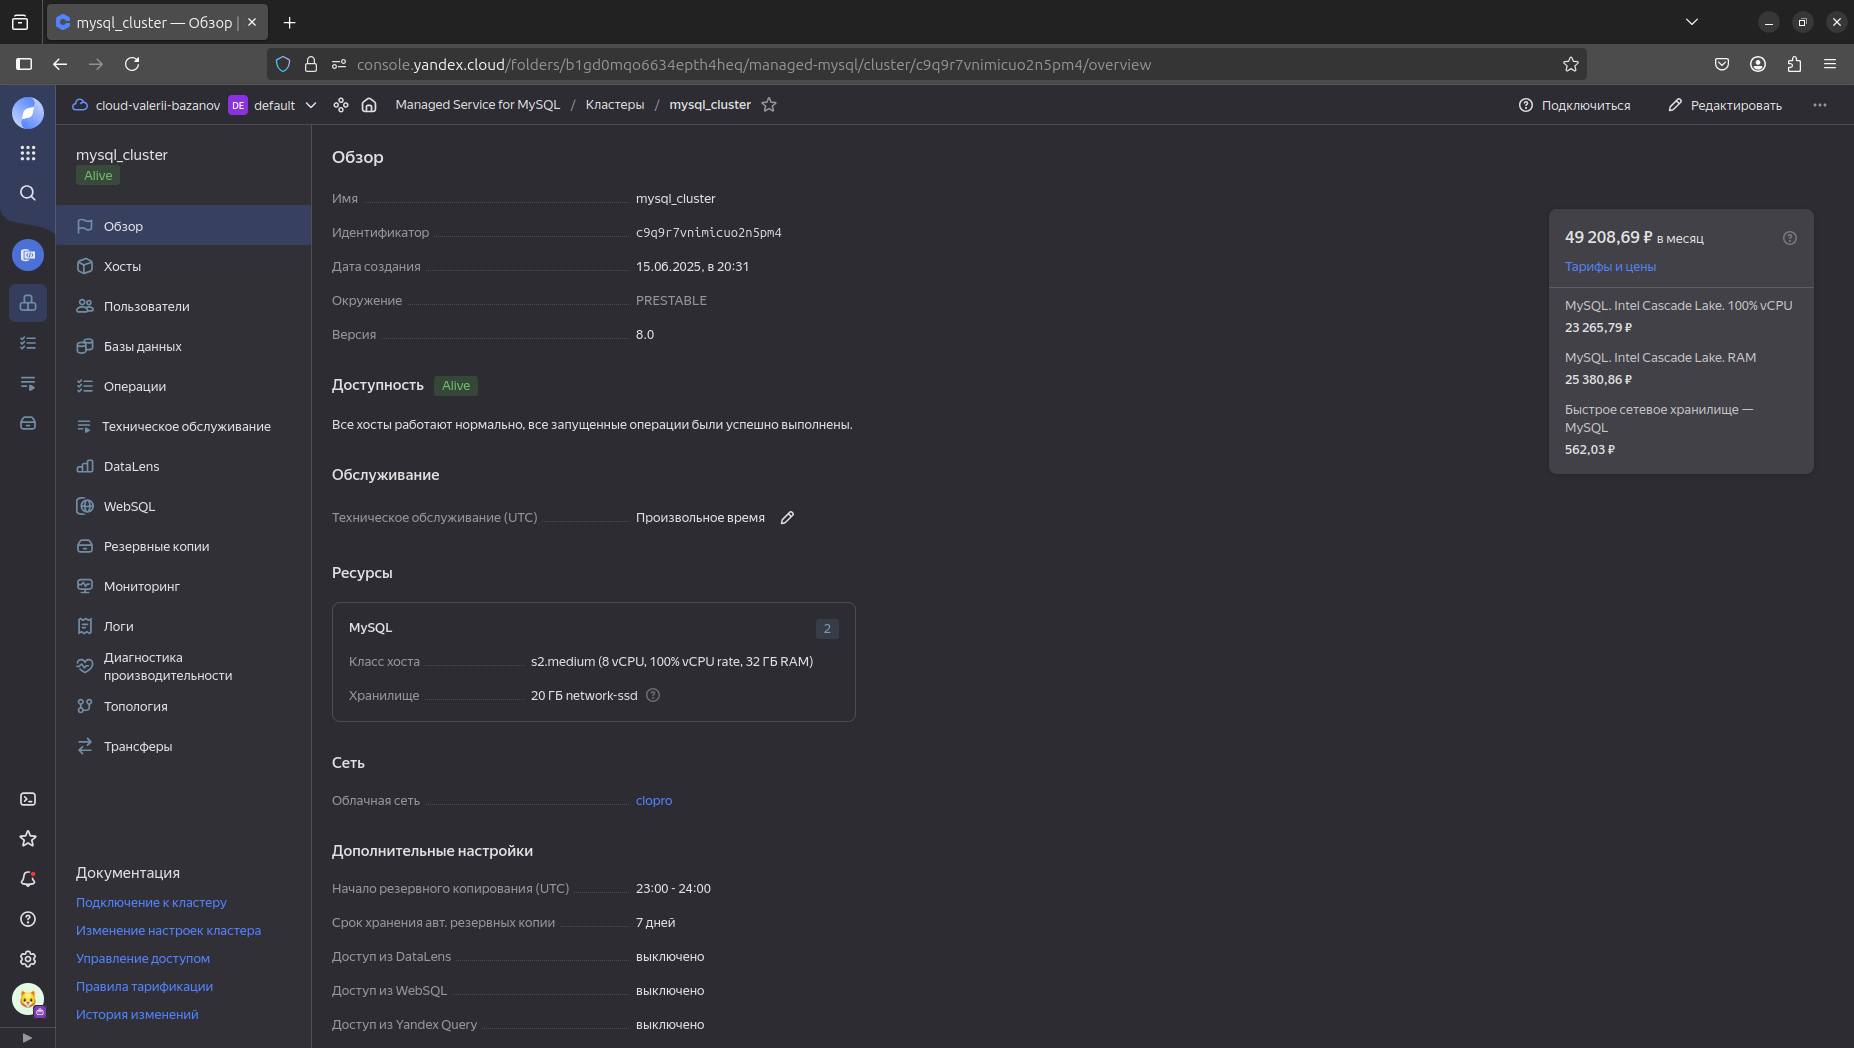 mysql_cluster — Обзор |
console.yandex.cloud/folders/b1gd0mqo6634epth4heq/managed-mysql/cluster/c9q9r7vnimicuo2n5pm4/overview
cloud-valerii-bazanov DE default Managed Service for MySQL / Кластеры / mysql_cluster Подключиться Редактировать
mysql_cluster
Alive
Обзор
Хосты
Пользователи
Базы данных
Операции
Техническое обслуживание
DataLens
WebSQL
Резервные копии
Мониторинг
Логи
Диагностика
производительности
Топология
Трансферы
Документация
Подключение к кластеру
Изменение настроек кластера
Управление доступом
Правила тарификации
История изменений
Обзор
Имя mysql_cluster
Идентификатор c9q9r7vnimicuo2n5pm4
Дата создания 15.06.2025, в 20:31
Окружение PRESTABLE
Версия 8.0
Доступность Alive
Все хосты работают нормально, все запущенные операции были успешно выполнены.
Обслуживание
Техническое обслуживание (UTC) Произвольное время
Ресурсы
MySQL 2
Класс хоста s2.medium (8 vCPU, 100% vCPU rate, 32 ГБ RAM)
Хранилище 20 ГБ network-ssd
Сеть
Облачная сеть clopro
Дополнительные настройки
Начало резервного копирования (UTC) 23:00 - 24:00
Срок хранения авт. резервных копии 7 дней
Доступ из DataLens выключено
Доступ из WebSQL выключено
Доступ из Yandex Query выключено
49 208,69 ₽ в месяц
Тарифы и цены
MySQL. Intel Cascade Lake. 100% vCPU
23 265,79 ₽
MySQL. Intel Cascade Lake. RAM
25 380,86 ₽
Быстрое сетевое хранилище —
MySQL
562,03 ₽